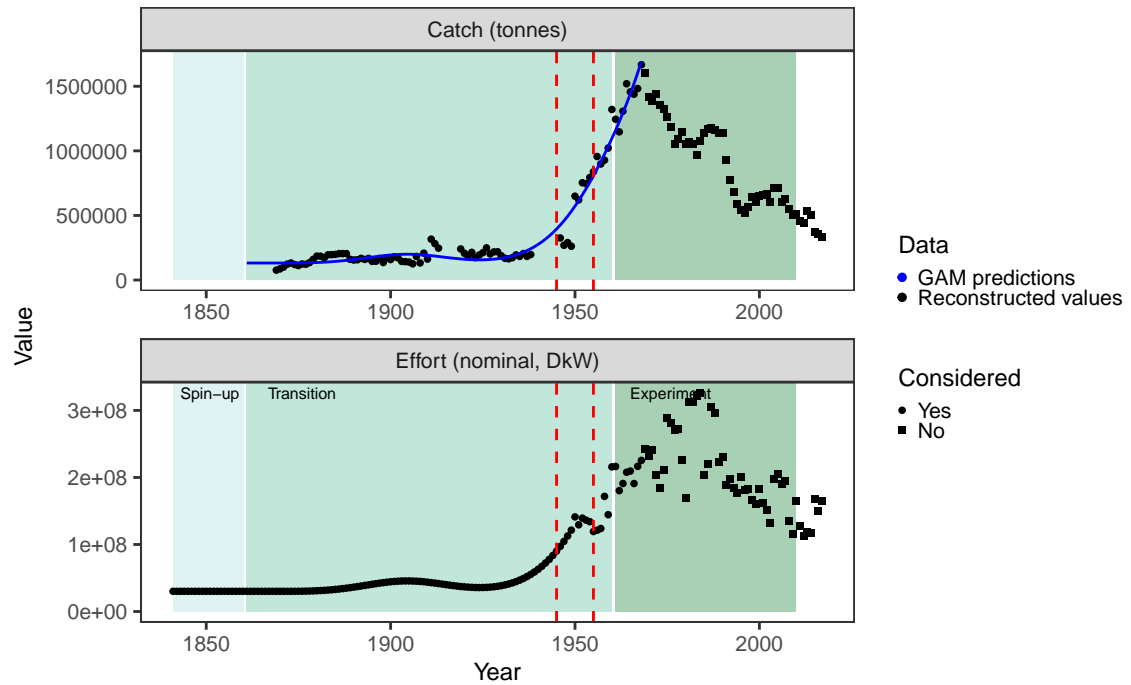 Catch (tonnes)
1500000
1000000
500000
0
1850 1900 1950 2000
Value
Effort (nominal, DkW)
Spin−up Transition Experiment
3e+08
2e+08
1e+08
0e+00
1850 1900 1950 2000
Year
Data
GAM predictions
Reconstructed values
Considered
Yes
No